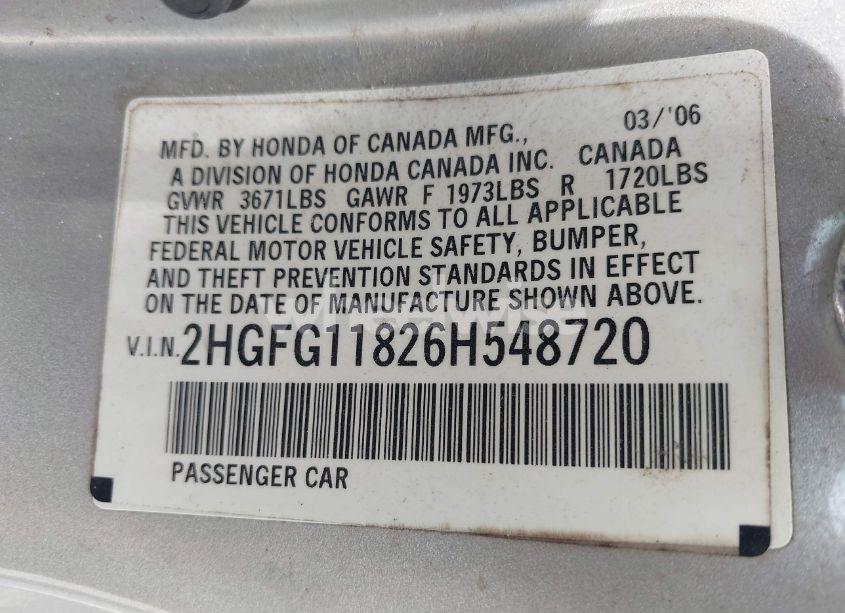 03/'06
MFD. BY HONDA OF CANADA MFG.,
A DIVISION OF HONDA CANADA INC. CANADA
GVWR 3671LBS GAWR F 1973LBS R 1720LBS
THIS VEHICLE CONFORMS TO ALL APPLICABLE
FEDERAL MOTOR VEHICLE SAFETY, BUMPER,
AND THEFT PREVENTION STANDARDS IN EFFECT
ON THE DATE OF MANUFACTURE SHOWN ABOVE.
V.I.N. 2HGFG11826H548720
PASSENGER CAR